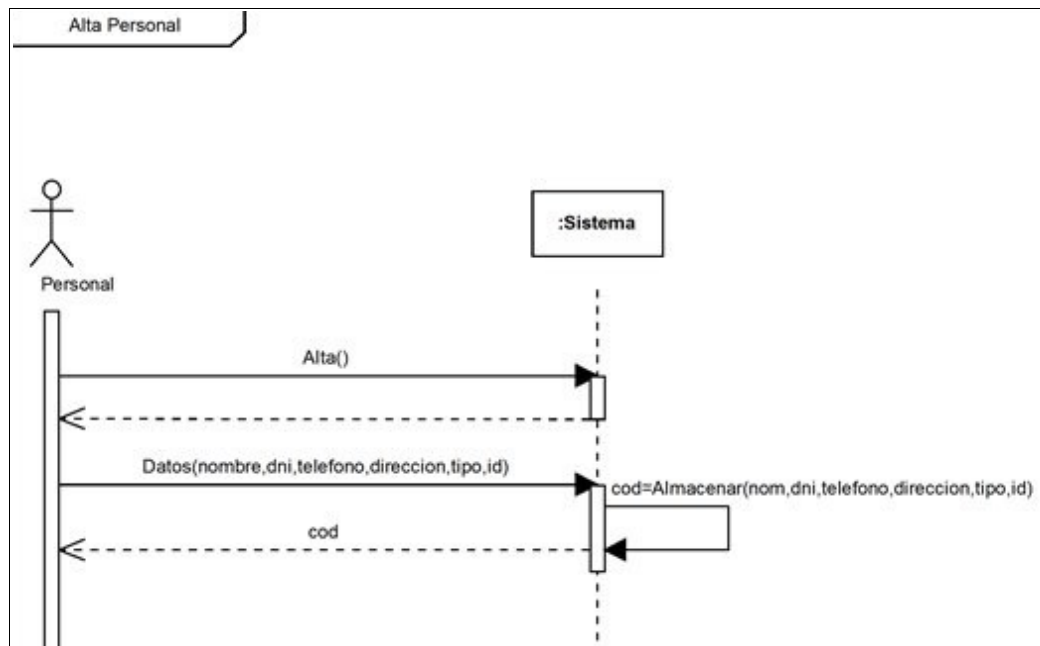 Alta Personal
:Sistema
Personal
Alta()
Datos(nombre,dni,telefono,direccion,tipo,id)
cod=Almacenar(nom,dni,telefono,direccion,tipo,id)
cod